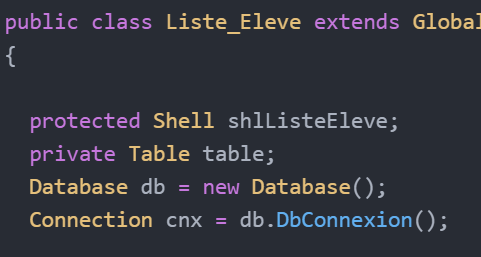 public class Liste_Eleve extends Global
{
protected Shell shlListeEleve;
private Table table;
Database db = new Database();
Connection cnx = db.DbConnexion();